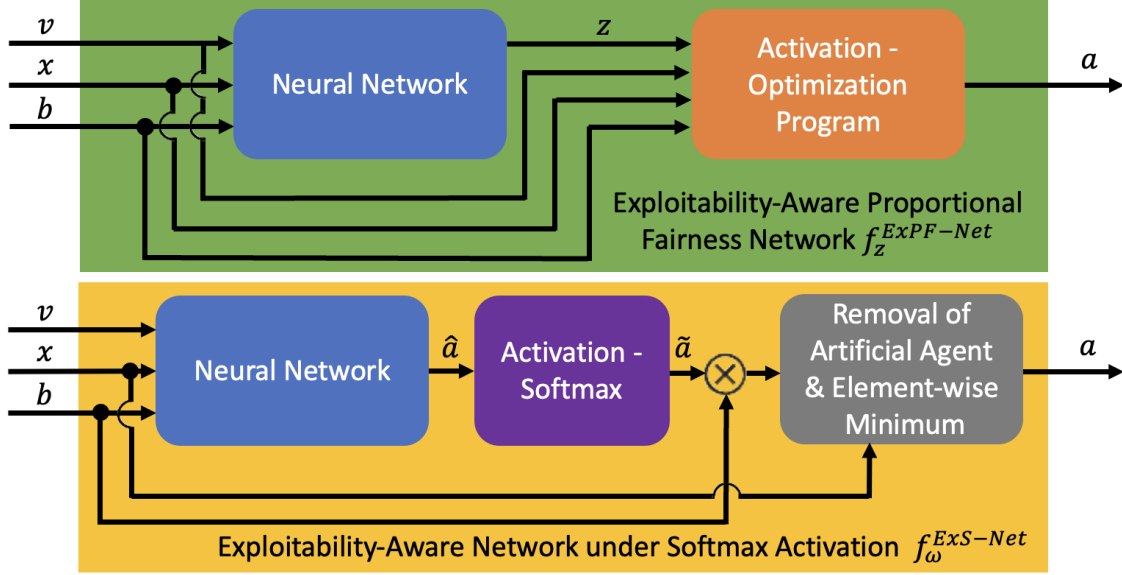 v
x
b
Neural Network
z
Activation -
Optimization
Program
a
Exploitability-Aware Proportional
Fairness Network f_z^{ExPF-Net}
v
x
b
Neural Network
â
Activation -
Softmax
ã
Removal of
Artificial Agent
& Element-wise
Minimum
a
Exploitability-Aware Network under Softmax Activation f_ω^{ExS-Net}